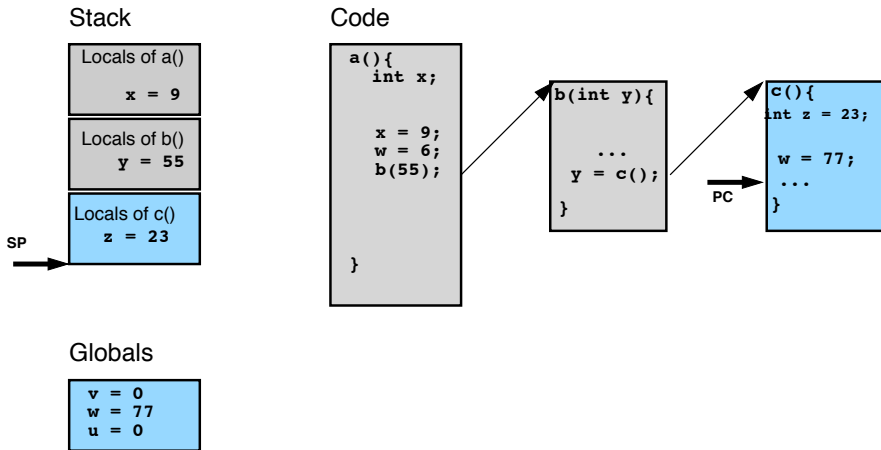 Stack
Locals of a()
x = 9
Locals of b()
y = 55
Locals of c()
z = 23
SP
Code
a(){
int x;
x = 9;
w = 6;
b(55);
}
b(int y){
...
y = c();
}
c(){
int z = 23;
w = 77;
...
}
PC
Globals
v = 0
w = 77
u = 0